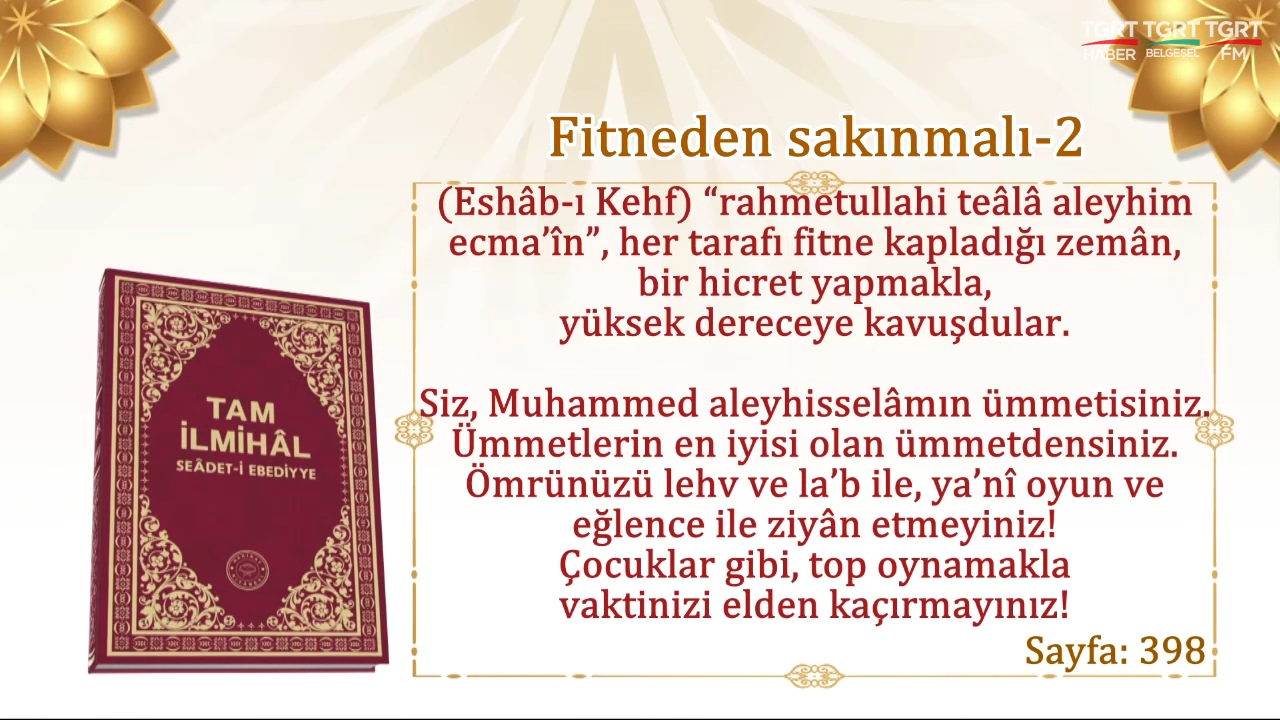 TGRT TGRT TGRT
HABER BELGESEL FM
Fitneden sakınmalı-2
(Eshâb-ı Kehf) “rahmetullahi teâlâ aleyhim
ecma’în”, her tarafı fitne kapladığı zemân,
bir hicret yapmakla,
yüksek dereceye kavuşdular.
Siz, Muhammed aleyhisselâmın ümmetisiniz.
Ümmetlerin en iyisi olan ümmetdensiniz.
Ömrünüzü lehv ve la’b ile, ya’nî oyun ve
eğlence ile ziyân etmeyiniz!
Çocuklar gibi, top oynamakla
vaktinizi elden kaçırmayınız!
Sayfa: 398
TAM
İLMİHÂL
SEÂDET-İ EBEDİYYE